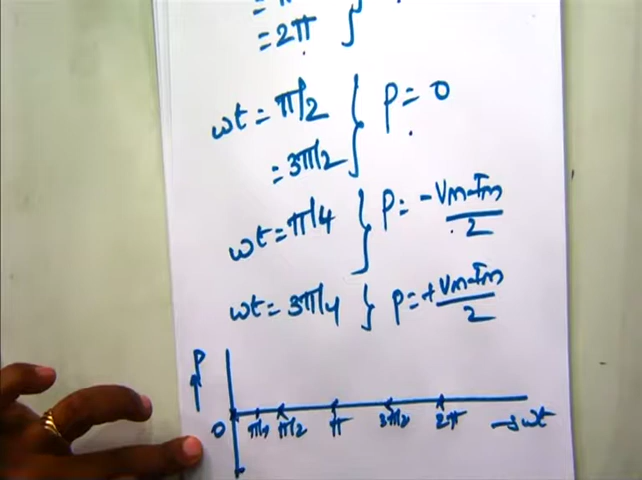 = 2π }
ωt = π/2 } P = 0
= 3π/2
ωt = π/4 } P = -VmIm/2
ωt = 3π/4 } P = +VmIm/2
P
0 π/4 π/2 π 3π/2 2π → ωt